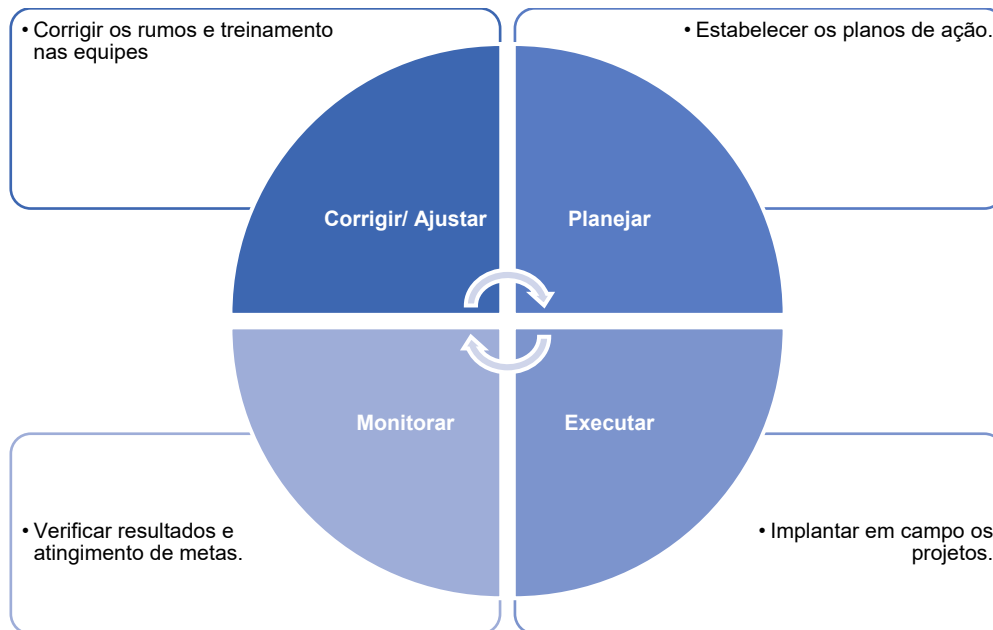 • Corrigir os rumos e treinamento
nas equipes
• Estabelecer os planos de ação.
Corrigir/ Ajustar
Planejar
Monitorar
Executar
• Verificar resultados e
atingimento de metas.
• Implantar em campo os
projetos.